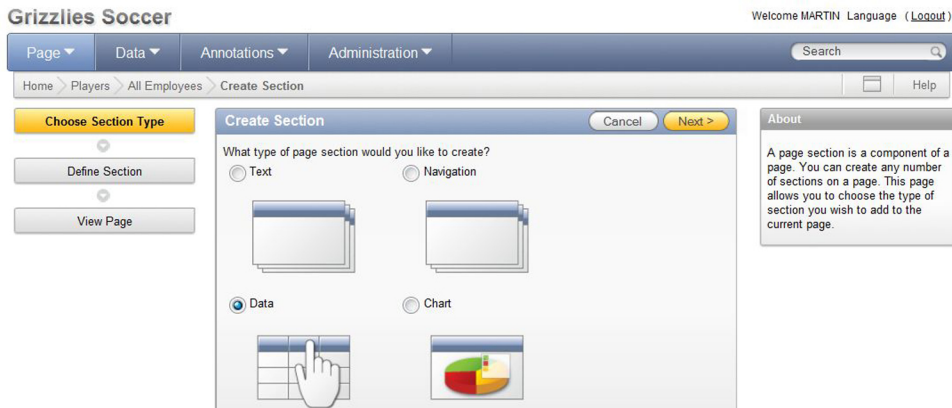 Grizzlies Soccer
Welcome MARTIN Language (Logout)
Page Data Annotations Administration Search
Home Players All Employees Create Section Help
Choose Section Type
Define Section
View Page
Create Section Cancel Next >
What type of page section would you like to create?
Text Navigation
Data Chart
About
A page section is a component of a
page. You can create any number
of sections on a page. This page
allows you to choose the type of
section you wish to add to the
current page.